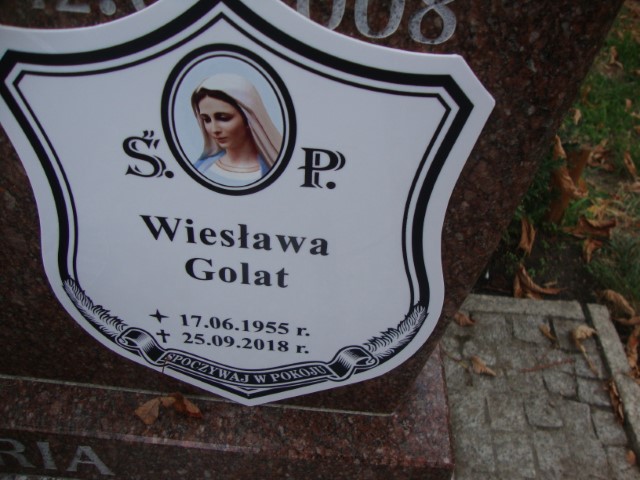 008
Ś. P.
Wiesława
Golat
17.06.1955 r.
25.09.2018 r.
SPOCZYWAJ W POKOJU
RIA